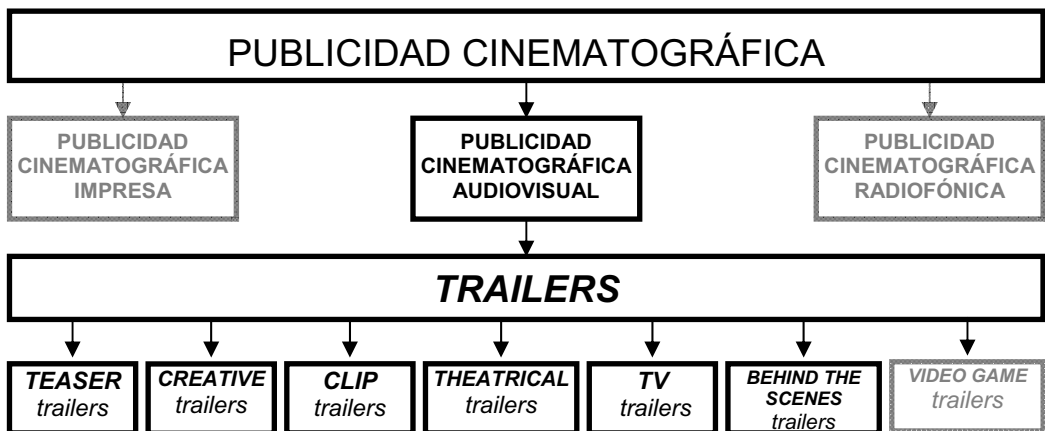 PUBLICIDAD CINEMATOGRÁFICA
PUBLICIDAD
CINEMATOGRÁFICA
IMPRESA
PUBLICIDAD
CINEMATOGRÁFICA
AUDIOVISUAL
PUBLICIDAD
CINEMATOGRÁFICA
RADIOFÓNICA
TRAILERS
TEASER
trailers
CREATIVE
trailers
CLIP
trailers
THEATRICAL
trailers
TV
trailers
BEHIND THE
SCENES
trailers
VIDEO GAME
trailers